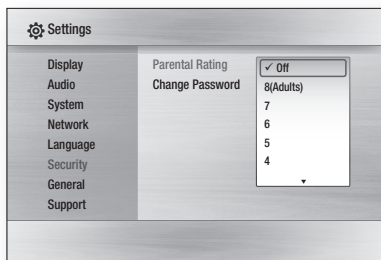 Settings
Display
Audio
System
Network
Language
Security
General
Support
Parental Rating
Change Password
✓ Off
8(Adults)
7
6
5
4